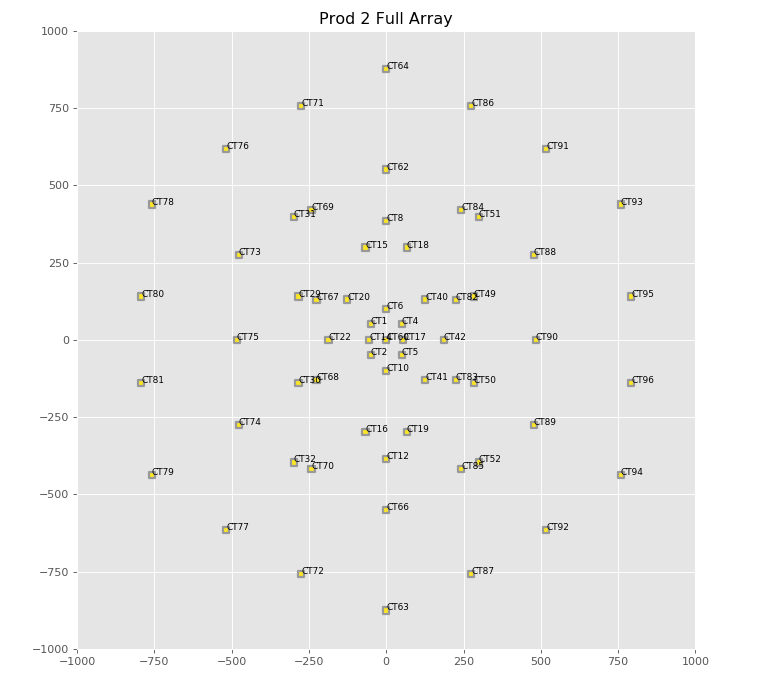 Prod 2 Full Array
1000
CT64
CT71 CT86
750
CT76 CT91
CT62
500
CT78 CT69 CT84 CT93
CT31 CT8 CT51
CT15 CT18
CT73 CT88
250
CT80 CT29 CT67 CT20 CT40 CT82 CT49 CT95
CT6
CT1 CT4
0 CT75 CT22 CT14 CT60 CT17 CT42 CT90
CT2 CT5
CT10
CT81 CT30 CT68 CT41 CT83 CT50 CT96
−250
CT74 CT89
CT16 CT19
CT32 CT12 CT52
CT79 CT70 CT85 CT94
−500
CT66
CT77 CT92
−750
CT72 CT87
CT63
−1000
−1000 −750 −500 −250 0 250 500 750 1000